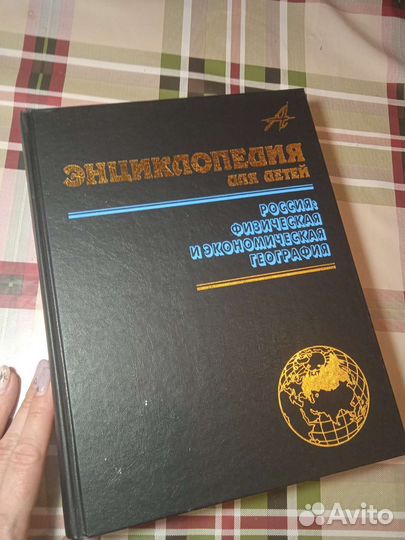 ЭНЦИКЛОПЕДИЯ
ДЛЯ ДЕТЕЙ
РОССИЯ:
ФИЗИЧЕСКАЯ
И ЭКОНОМИЧЕСКАЯ
ГЕОГРАФИЯ
Avito